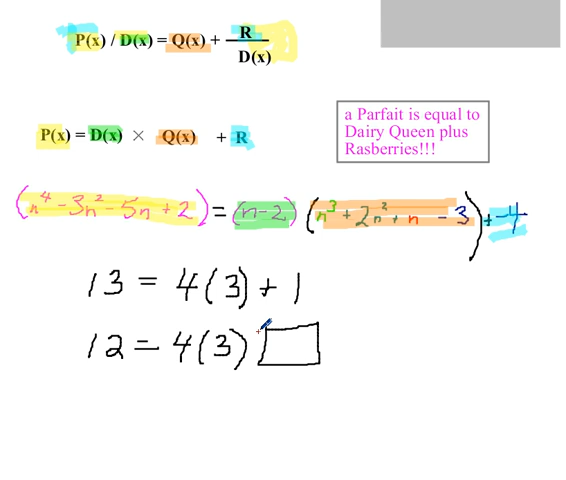 P(x) / D(x) = Q(x) + R / D(x)
P(x) = D(x) × Q(x) + R
a Parfait is equal to
Dairy Queen plus
Rasberries!!!
(n⁴ - 3n² - 5n + 2) = (n-2) (n³ + 2n² + n - 3) + -4
13 = 4(3) + 1
12 = 4(3)